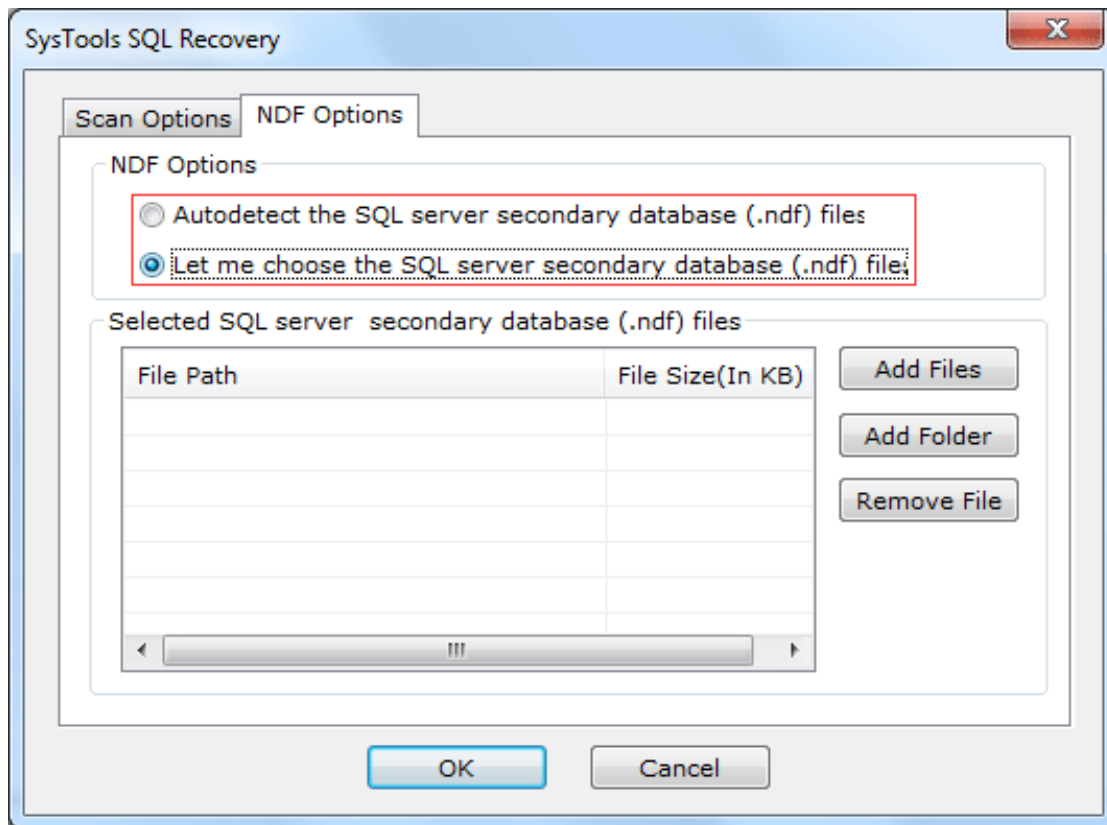 SysTools SQL Recovery
Scan Options NDF Options
NDF Options
Autodetect the SQL server secondary database (.ndf) files
Let me choose the SQL server secondary database (.ndf) files
Selected SQL server secondary database (.ndf) files
File Path File Size(In KB)
Add Files
Add Folder
Remove File
OK Cancel